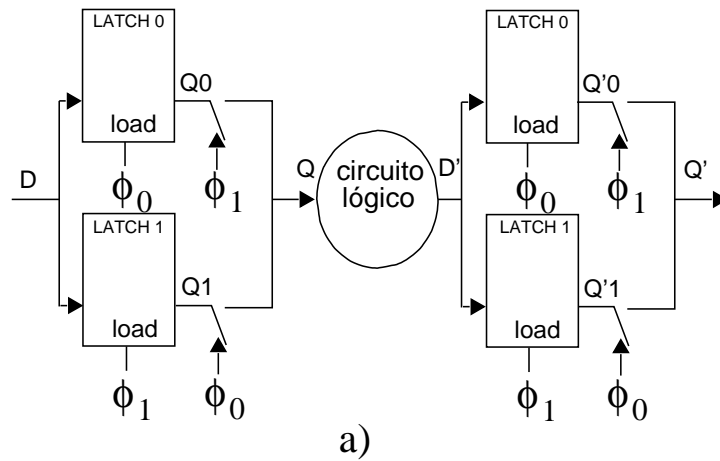 LATCH 0
Q0
load
ϕ0
ϕ1
D
LATCH 1
Q1
load
ϕ1
ϕ0
Q
circuito
lógico
D'
LATCH 0
Q'0
load
ϕ0
ϕ1
Q'
LATCH 1
Q'1
load
ϕ1
ϕ0
a)